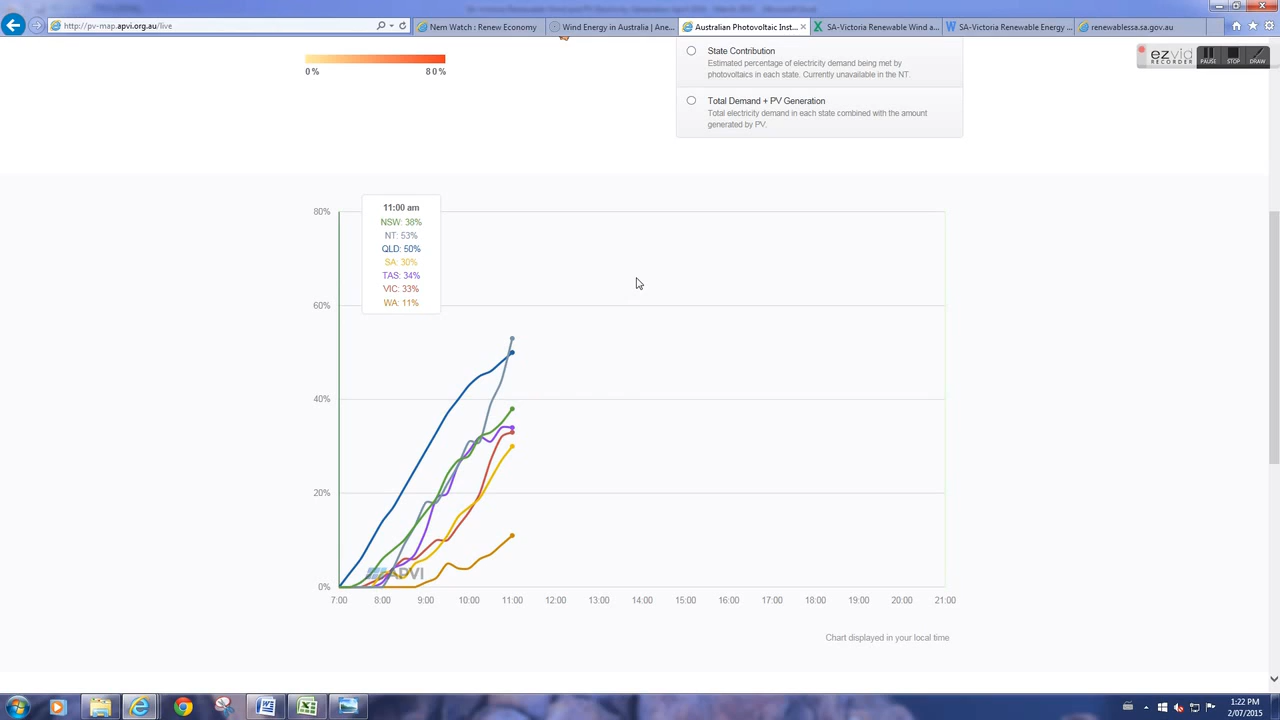 http://pv-map.apvi.org.au/live
Nem Watch : Renew Economy
Wind Energy in Australia | Ane...
Australian Photovoltaic Inst...
SA-Victoria Renewable Wind a...
SA-Victoria Renewable Energy ...
renewablessa.sa.gov.au
ezvid
RECORDER
PAUSE
STOP
DRAW
0%
80%
State Contribution
Estimated percentage of electricity demand being met by
photovoltaics in each state. Currently unavailable in the NT.
Total Demand + PV Generation
Total electricity demand in each state combined with the amount
generated by PV.
11:00 am
NSW: 38%
NT: 53%
QLD: 50%
SA: 30%
TAS: 34%
VIC: 33%
WA: 11%
80%
60%
40%
20%
0%
APVI
7:00 8:00 9:00 10:00 11:00 12:00 13:00 14:00 15:00 16:00 17:00 18:00 19:00 20:00 21:00
Chart displayed in your local time
1:22 PM
2/07/2015